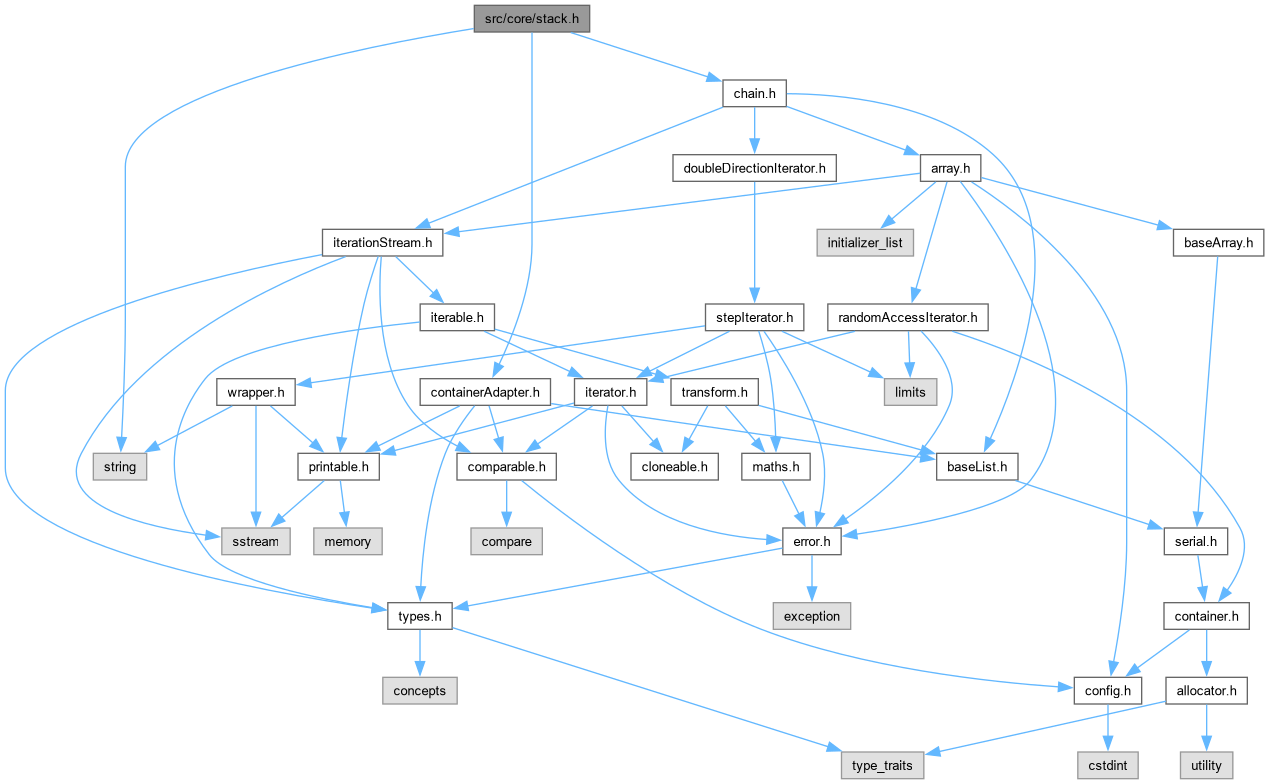 src/core/stack.h
chain.h
doubleDirectionIterator.h
array.h
iterationStream.h
initializer_list
baseArray.h
iterable.h
stepIterator.h
randomAccessIterator.h
wrapper.h
containerAdapter.h
iterator.h
transform.h
limits
string
printable.h
comparable.h
cloneable.h
maths.h
baseList.h
sstream
memory
compare
error.h
serial.h
types.h
exception
container.h
concepts
config.h
allocator.h
type_traits
cstdint
utility